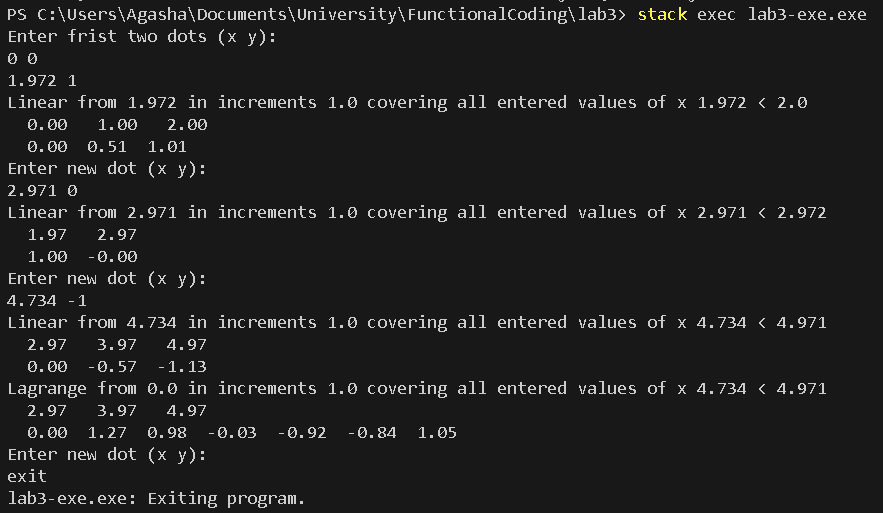 PS C:\Users\Agasha\Documents\University\FunctionalCoding\lab3> stack exec lab3-exe.exe
Enter frist two dots (x y):
0 0
1.972 1
Linear from 1.972 in increments 1.0 covering all entered values of x 1.972 < 2.0
  0.00   1.00   2.00
  0.00  0.51  1.01
Enter new dot (x y):
2.971 0
Linear from 2.971 in increments 1.0 covering all entered values of x 2.971 < 2.972
  1.97   2.97
  1.00  -0.00
Enter new dot (x y):
4.734 -1
Linear from 4.734 in increments 1.0 covering all entered values of x 4.734 < 4.971
  2.97   3.97   4.97
  0.00  -0.57  -1.13
Lagrange from 0.0 in increments 1.0 covering all entered values of x 4.734 < 4.971
  2.97   3.97   4.97
  0.00  1.27  0.98  -0.03  -0.92  -0.84  1.05
Enter new dot (x y):
exit
lab3-exe.exe: Exiting program.